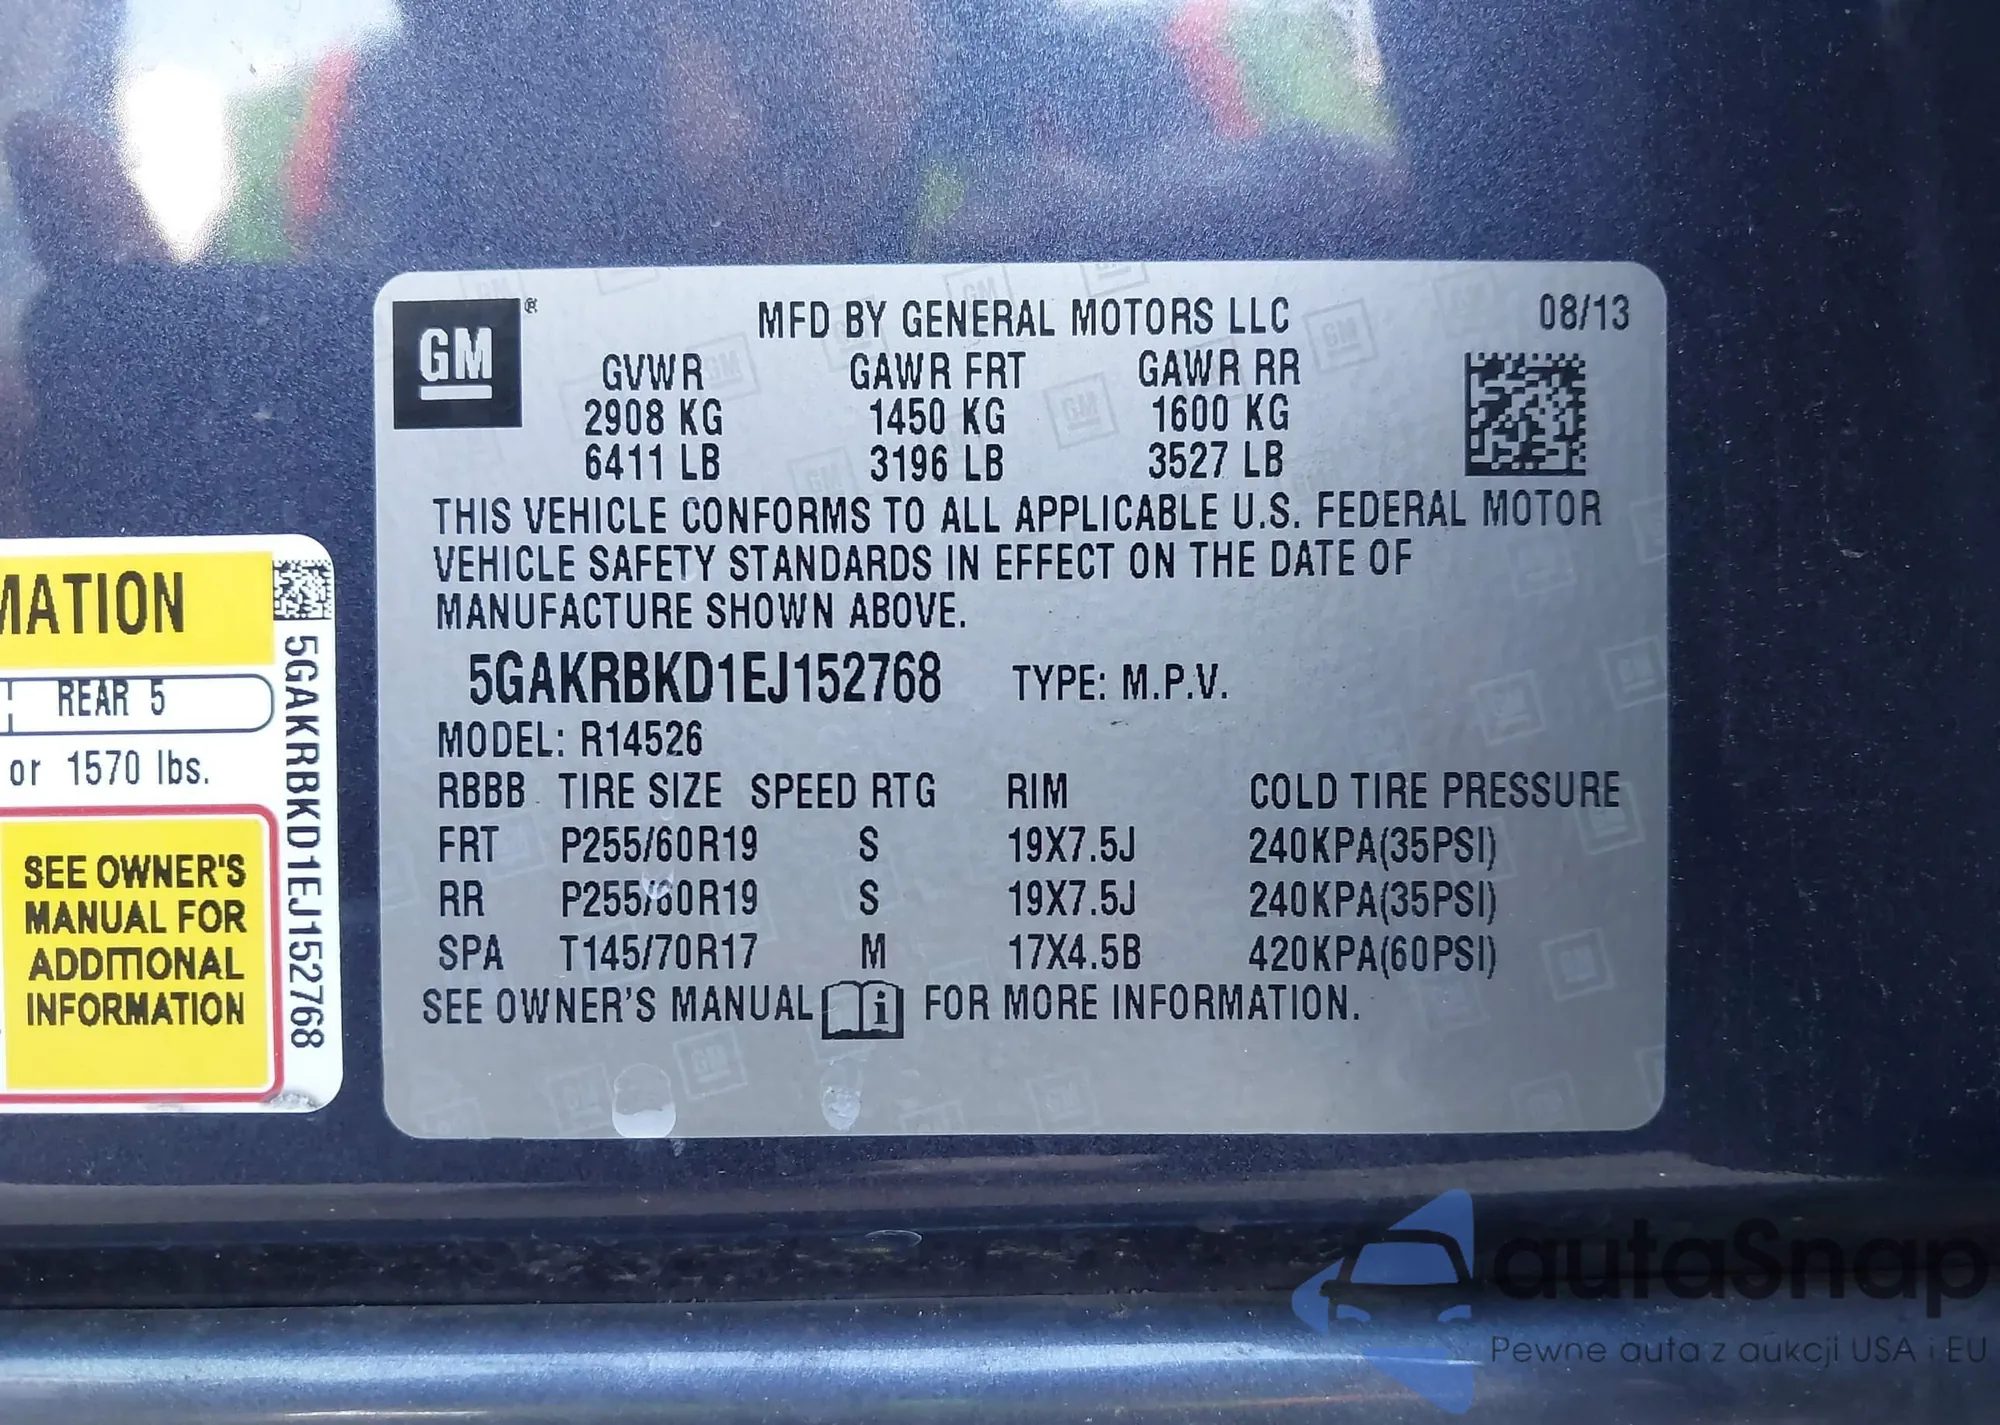 GM ®
MFD BY GENERAL MOTORS LLC 08/13
GVWR GAWR FRT GAWR RR
2908 KG 1450 KG 1600 KG
6411 LB 3196 LB 3527 LB
THIS VEHICLE CONFORMS TO ALL APPLICABLE U.S. FEDERAL MOTOR
VEHICLE SAFETY STANDARDS IN EFFECT ON THE DATE OF
MANUFACTURE SHOWN ABOVE.
5GAKRBKD1EJ152768 TYPE: M.P.V.
MODEL: R14526
RBBB TIRE SIZE SPEED RTG RIM COLD TIRE PRESSURE
FRT P255/60R19 S 19X7.5J 240KPA(35PSI)
RR P255/60R19 S 19X7.5J 240KPA(35PSI)
SPA T145/70R17 M 17X4.5B 420KPA(60PSI)
SEE OWNER'S MANUAL i FOR MORE INFORMATION.
MATION
REAR 5
or 1570 lbs.
SEE OWNER'S
MANUAL FOR
ADDITIONAL
INFORMATION
5GAKRBKD1EJ152768
autaSnap
Pewne auta z aukcji USA i EU